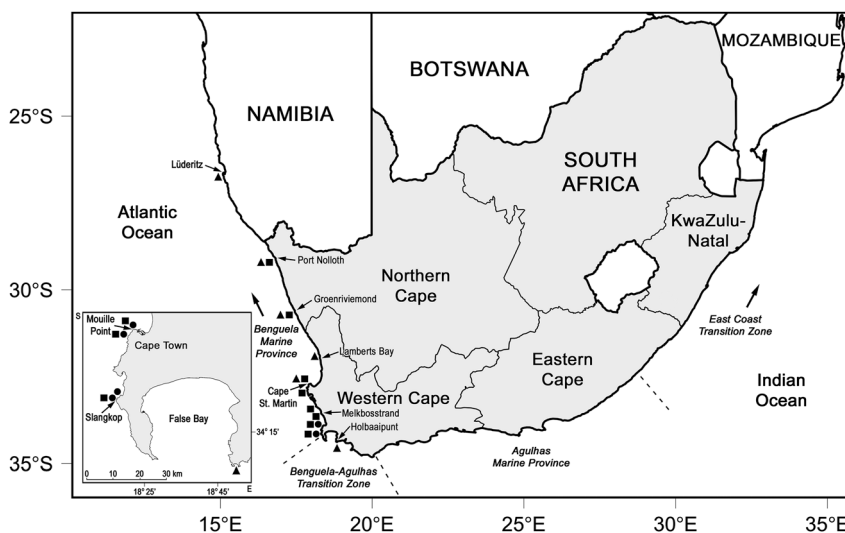 MOZAMBIQUE
BOTSWANA
NAMIBIA
25°S
SOUTH
AFRICA
Lüderitz
Atlantic
Ocean
KwaZulu-
Natal
Port Nolloth
Northern
Cape
30°S
Groenriviermond
East Coast
Transition Zone
Benguela
Marine
Province
Lamberts Bay
Eastern
Cape
Cape
St. Martin
Western Cape
Indian
Ocean
Melkbosstrand
Holbaaipunt
35°S
Benguela-Agulhas
Transition Zone
Agulhas
Marine Province
15°E
20°E
25°E
30°E
35°
S
Mouille
Point
Cape Town
Slangkop
False Bay
34° 15'
0 10 20 30 km
18°25'
18°45'
E